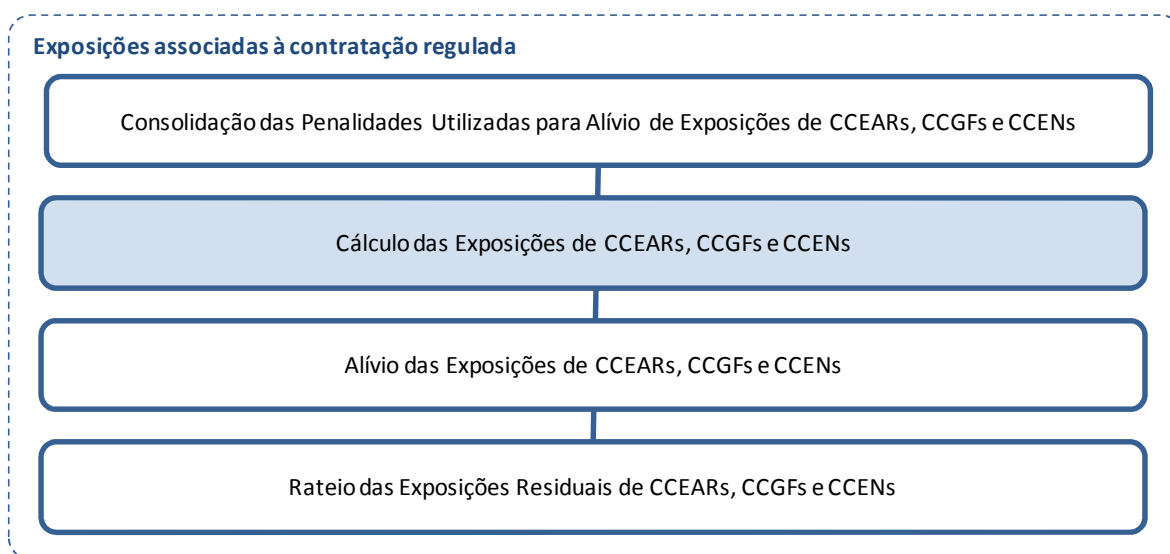 Exposições associadas à contratação regulada
Consolidação das Penalidades Utilizadas para Alívio de Exposições de CCEARs, CCGFs e CCENs
Cálculo das Exposições de CCEARs, CCGFs e CCENs
Alívio das Exposições de CCEARs, CCGFs e CCENs
Rateio das Exposições Residuais de CCEARs, CCGFs e CCENs